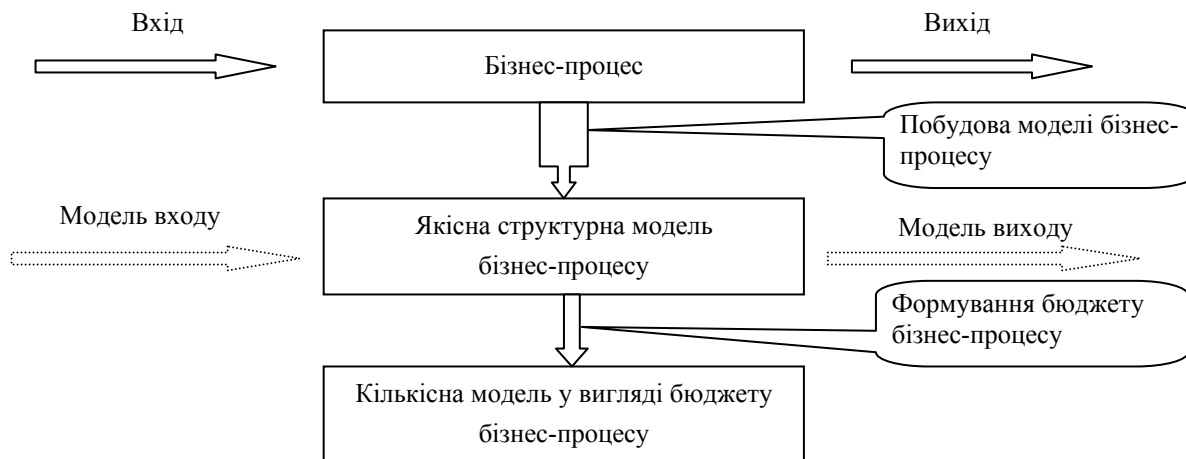 Вхід
Бізнес-процес
Вихід
Побудова моделі бізнес-
процесу
Модель входу
Якісна структурна модель
бізнес-процесу
Модель виходу
Формування бюджету
бізнес-процесу
Кількісна модель у вигляді бюджету
бізнес-процесу